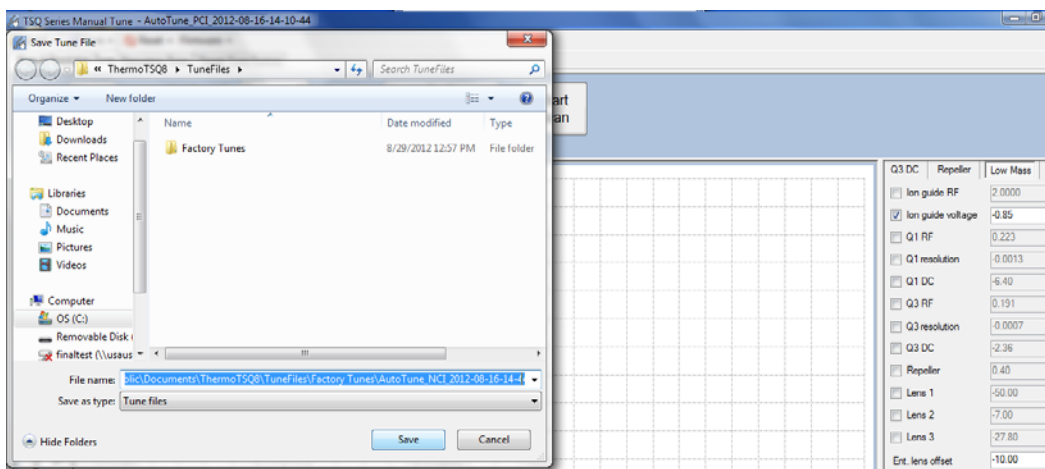 TSQ Series Manual Tune - AutoTune_PCI_2012-08-16-14-10-44
Save Tune File
« ThermoTSQ8 ▸ TuneFiles ▸
Search TuneFiles
Organize
New folder
Name
Date modified
Type
Desktop
Downloads
Recent Places
Libraries
Documents
Music
Pictures
Videos
Computer
OS (C:)
Removable Disk
finaltest (\\usaus
Factory Tunes
8/29/2012 12:57 PM
File folder
File name:
blic\Documents\ThermoTSQ8\TuneFiles\Factory Tunes\AutoTune_NCI_2012-08-16-14-4
Save as type:
Tune files
Hide Folders
Save
Cancel
art
an
Q3 DC
Repeller
Low Mass
Ion guide RF
2.0000
Ion guide voltage
-0.85
Q1 RF
0.223
Q1 resolution
-0.0013
Q1 DC
-6.40
Q3 RF
0.191
Q3 resolution
-0.0007
Q3 DC
-2.36
Repeller
0.40
Lens 1
-50.00
Lens 2
-7.00
Lens 3
-27.80
Ent. lens offset
-10.00